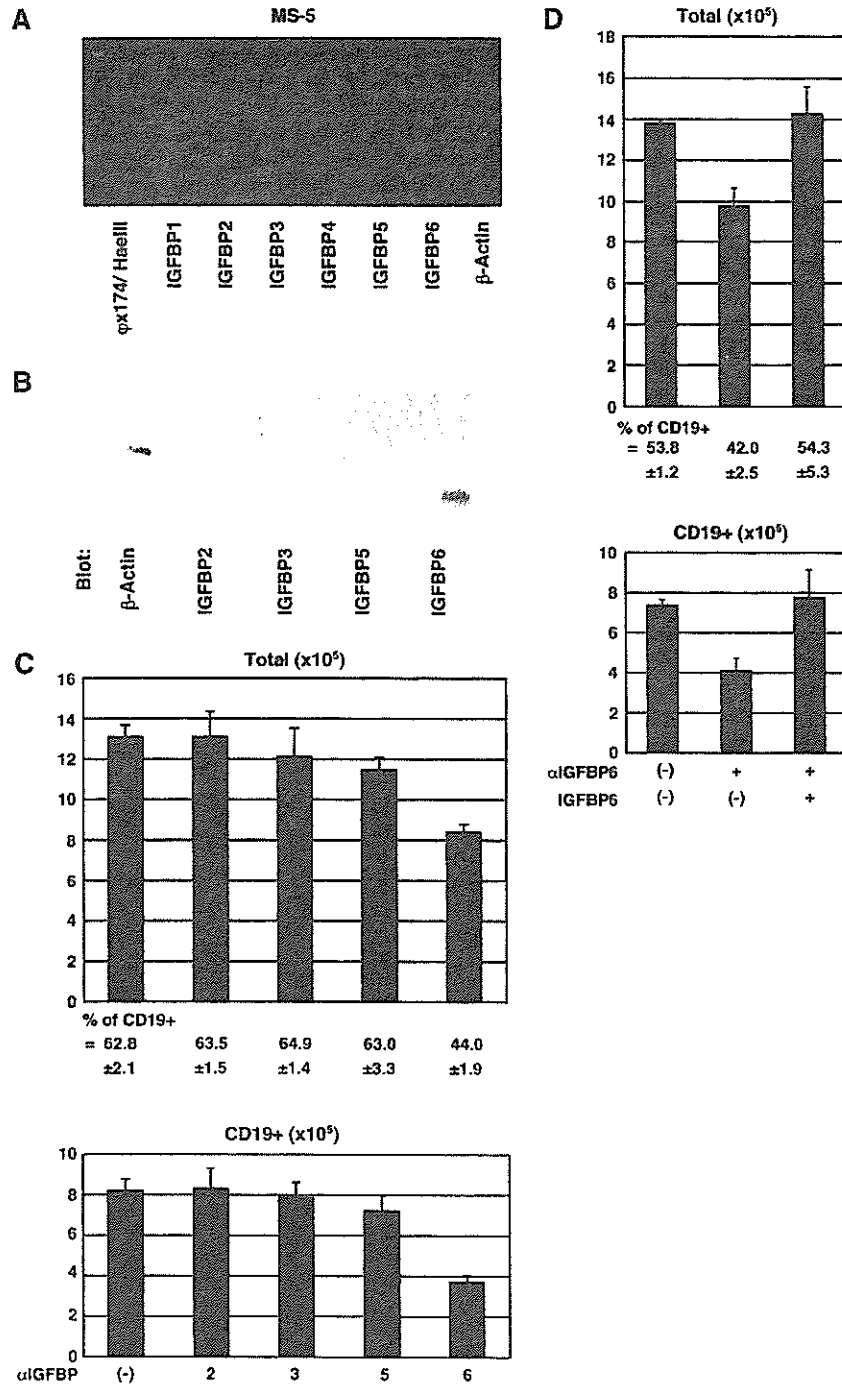 A
MS-5
φx174/ HaeIII
IGFBP1
IGFBP2
IGFBP3
IGFBP4
IGFBP5
IGFBP6
β-Actin
B
Blot:
β-Actin
IGFBP2
IGFBP3
IGFBP5
IGFBP6
C
Total (x10⁵)
16
14
12
10
8
6
4
2
0
% of CD19+
= 62.8 63.5 64.9 63.0 44.0
±2.1 ±1.5 ±1.4 ±3.3 ±1.9
CD19+ (x10⁵)
10
8
6
4
2
0
αIGFBP (-) 2 3 5 6
D
Total (x10⁵)
18
16
14
12
10
8
6
4
2
0
% of CD19+
= 53.8 42.0 54.3
±1.2 ±2.5 ±5.3
CD19+ (x10⁵)
10
8
6
4
2
0
αIGFBP6 (-) + +
IGFBP6 (-) (-) +